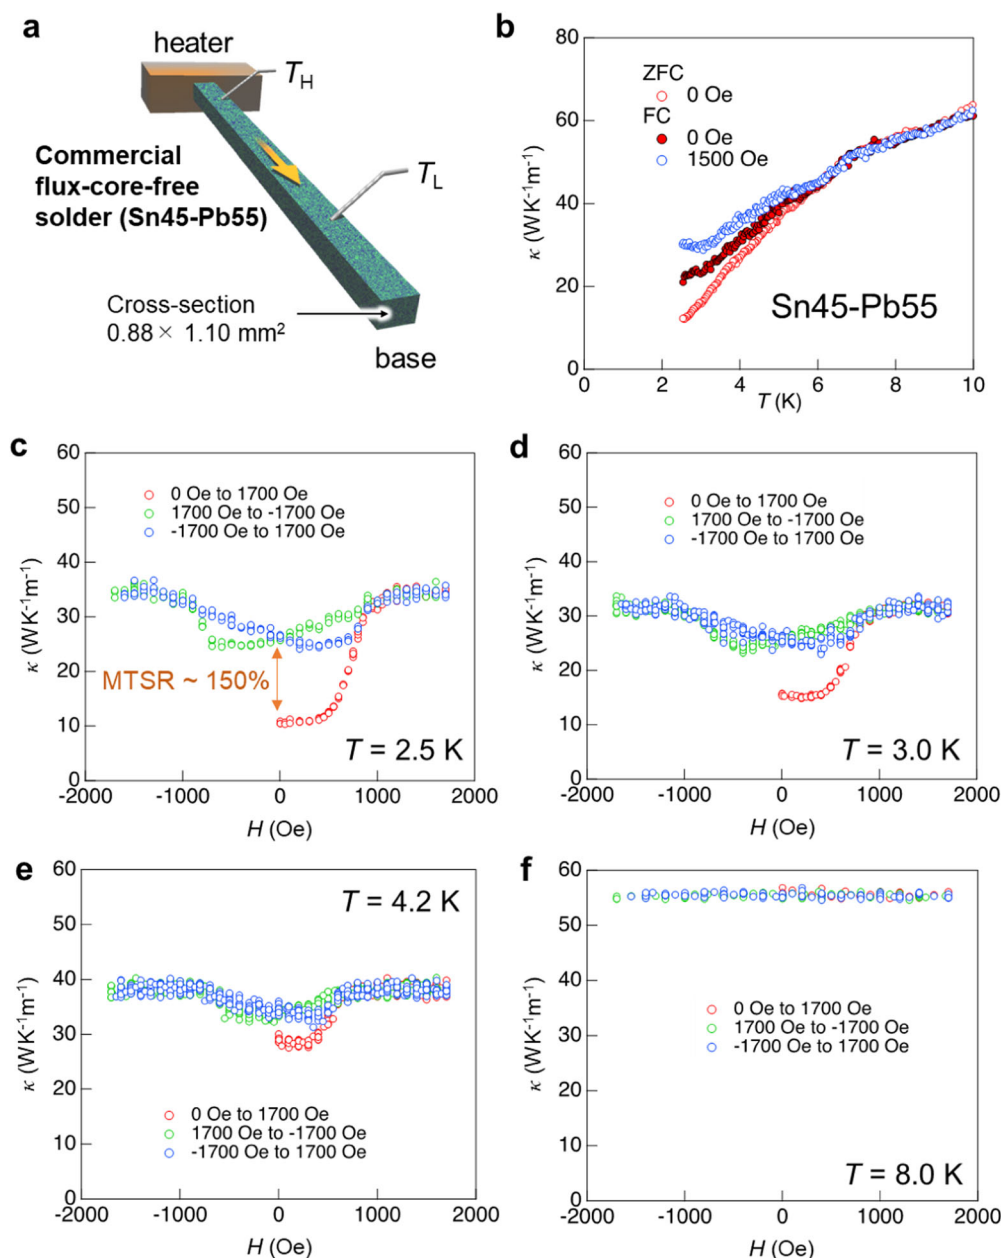 a
heater
T_H
Commercial
flux-core-free
solder (Sn45-Pb55)
T_L
Cross-section
0.88× 1.10 mm²
base
b
80
60
40
20
0
κ (WK⁻¹m⁻¹)
ZFC
0 Oe
FC
0 Oe
1500 Oe
Sn45-Pb55
0 2 4 6 8 10
T (K)
c
60
50
40
30
20
10
0
κ (WK⁻¹m⁻¹)
0 Oe to 1700 Oe
1700 Oe to -1700 Oe
-1700 Oe to 1700 Oe
MTSR ~ 150%
T = 2.5 K
-2000 -1000 0 1000 2000
H (Oe)
d
60
50
40
30
20
10
0
κ (WK⁻¹m⁻¹)
0 Oe to 1700 Oe
1700 Oe to -1700 Oe
-1700 Oe to 1700 Oe
T = 3.0 K
-2000 -1000 0 1000 2000
H (Oe)
e
60
50
40
30
20
10
0
κ (WK⁻¹m⁻¹)
T = 4.2 K
0 Oe to 1700 Oe
1700 Oe to -1700 Oe
-1700 Oe to 1700 Oe
-2000 -1000 0 1000 2000
H (Oe)
f
60
50
40
30
20
10
0
κ (WK⁻¹m⁻¹)
0 Oe to 1700 Oe
1700 Oe to -1700 Oe
-1700 Oe to 1700 Oe
T = 8.0 K
-2000 -1000 0 1000 2000
H (Oe)